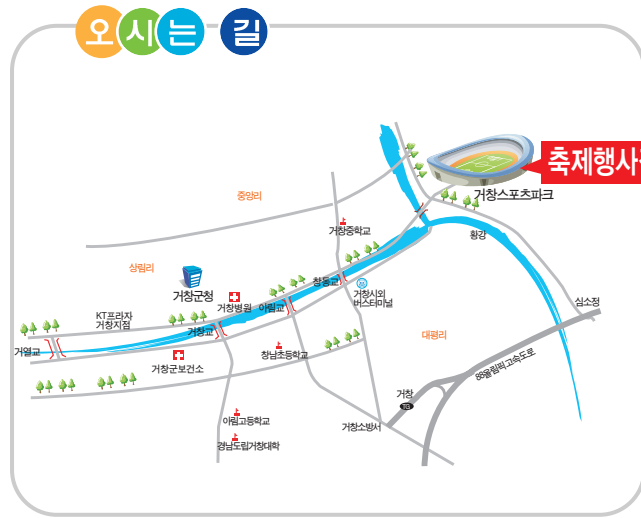 오시는 길
축제행사
거창스포츠파크
중앙리
거창중학교
황강
상림리
거창군청
거창병원
아림교
창동교
거창시외
버스터미널
심소정
KT프라자
거창지점
거창교
대평리
거열교
거창군보건소
창남초등학교
88올림픽고속도로
거창
TG
아림고등학교
거창소방서
경남도립거창대학